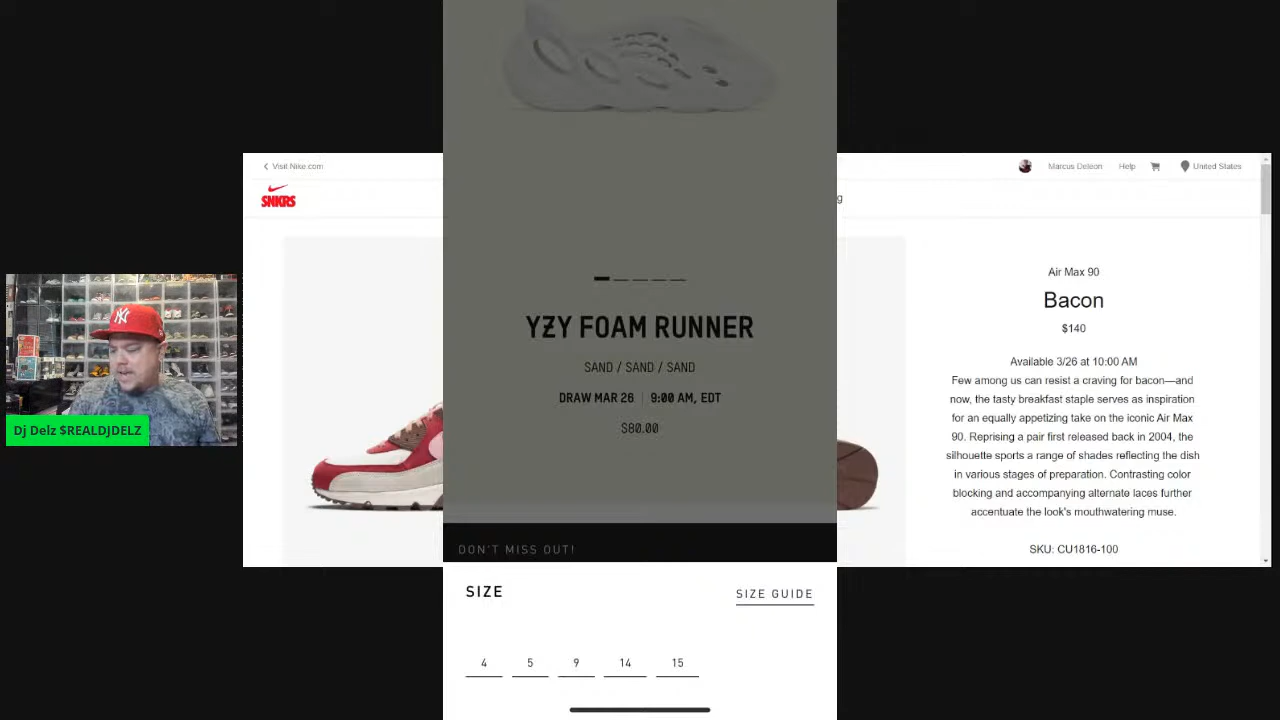 Visit Nike.com
SNKRS
Marcus Deleon
Help
United States
g
YZY FOAM RUNNER
SAND / SAND / SAND
DRAW MAR 26 | 9:00 AM, EDT
$80.00
DON'T MISS OUT!
SIZE
SIZE GUIDE
4 5 9 14 15
NY
Dj Delz $REALDJDELZ
Air Max 90
Bacon
$140
Available 3/26 at 10:00 AM
Few among us can resist a craving for bacon—and
now, the tasty breakfast staple serves as inspiration
for an equally appetizing take on the iconic Air Max
90. Reprising a pair first released back in 2004, the
silhouette sports a range of shades reflecting the dish
in various stages of preparation. Contrasting color
blocking and accompanying alternate laces further
accentuate the look's mouthwatering muse.
SKU: CU1816-100